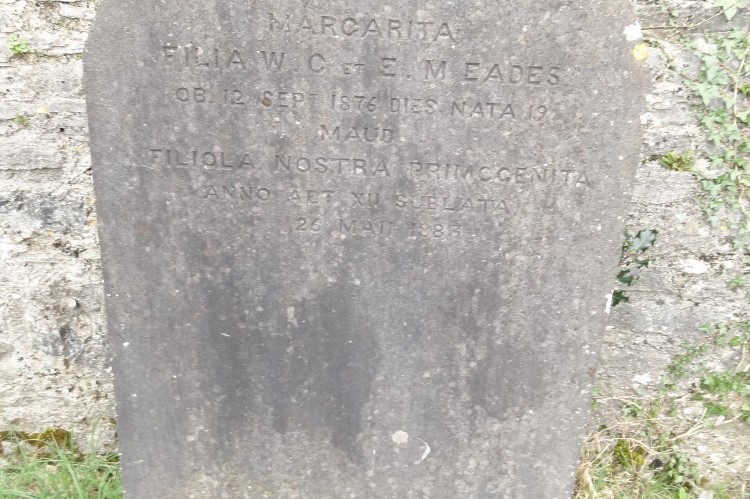 MARGARITA
FILIA W. C ET E. M EADES
OB. 12 SEPT 1876 DIES NATA 19
MAUD
FILIOLA NOSTRA PRIMOGENITA
ANNO AET XII SUBLATA
26 MAII 1883